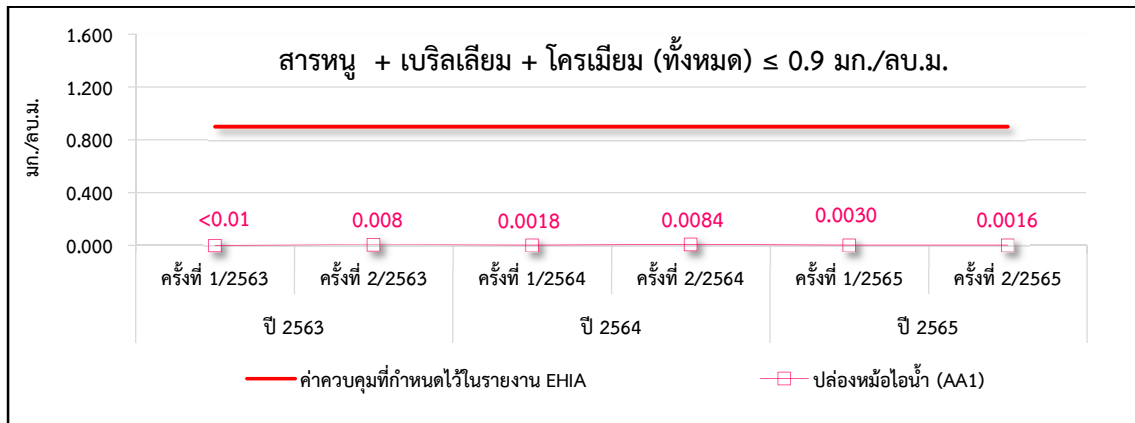 สารหนู + เบริลเลียม + โครเมียม (ทั้งหมด) ≤ 0.9 มก./ลบ.ม.
มก./ลบ.ม.
1.600
1.200
0.800
0.400
0.000
<0.01 0.008 0.0018 0.0084 0.0030 0.0016
ครั้งที่ 1/2563 ครั้งที่ 2/2563 ครั้งที่ 1/2564 ครั้งที่ 2/2564 ครั้งที่ 1/2565 ครั้งที่ 2/2565
ปี 2563 ปี 2564 ปี 2565
ค่าควบคุมที่กำหนดไว้ในรายงาน EHIA ปล่องหม้อไอน้ำ (AA1)